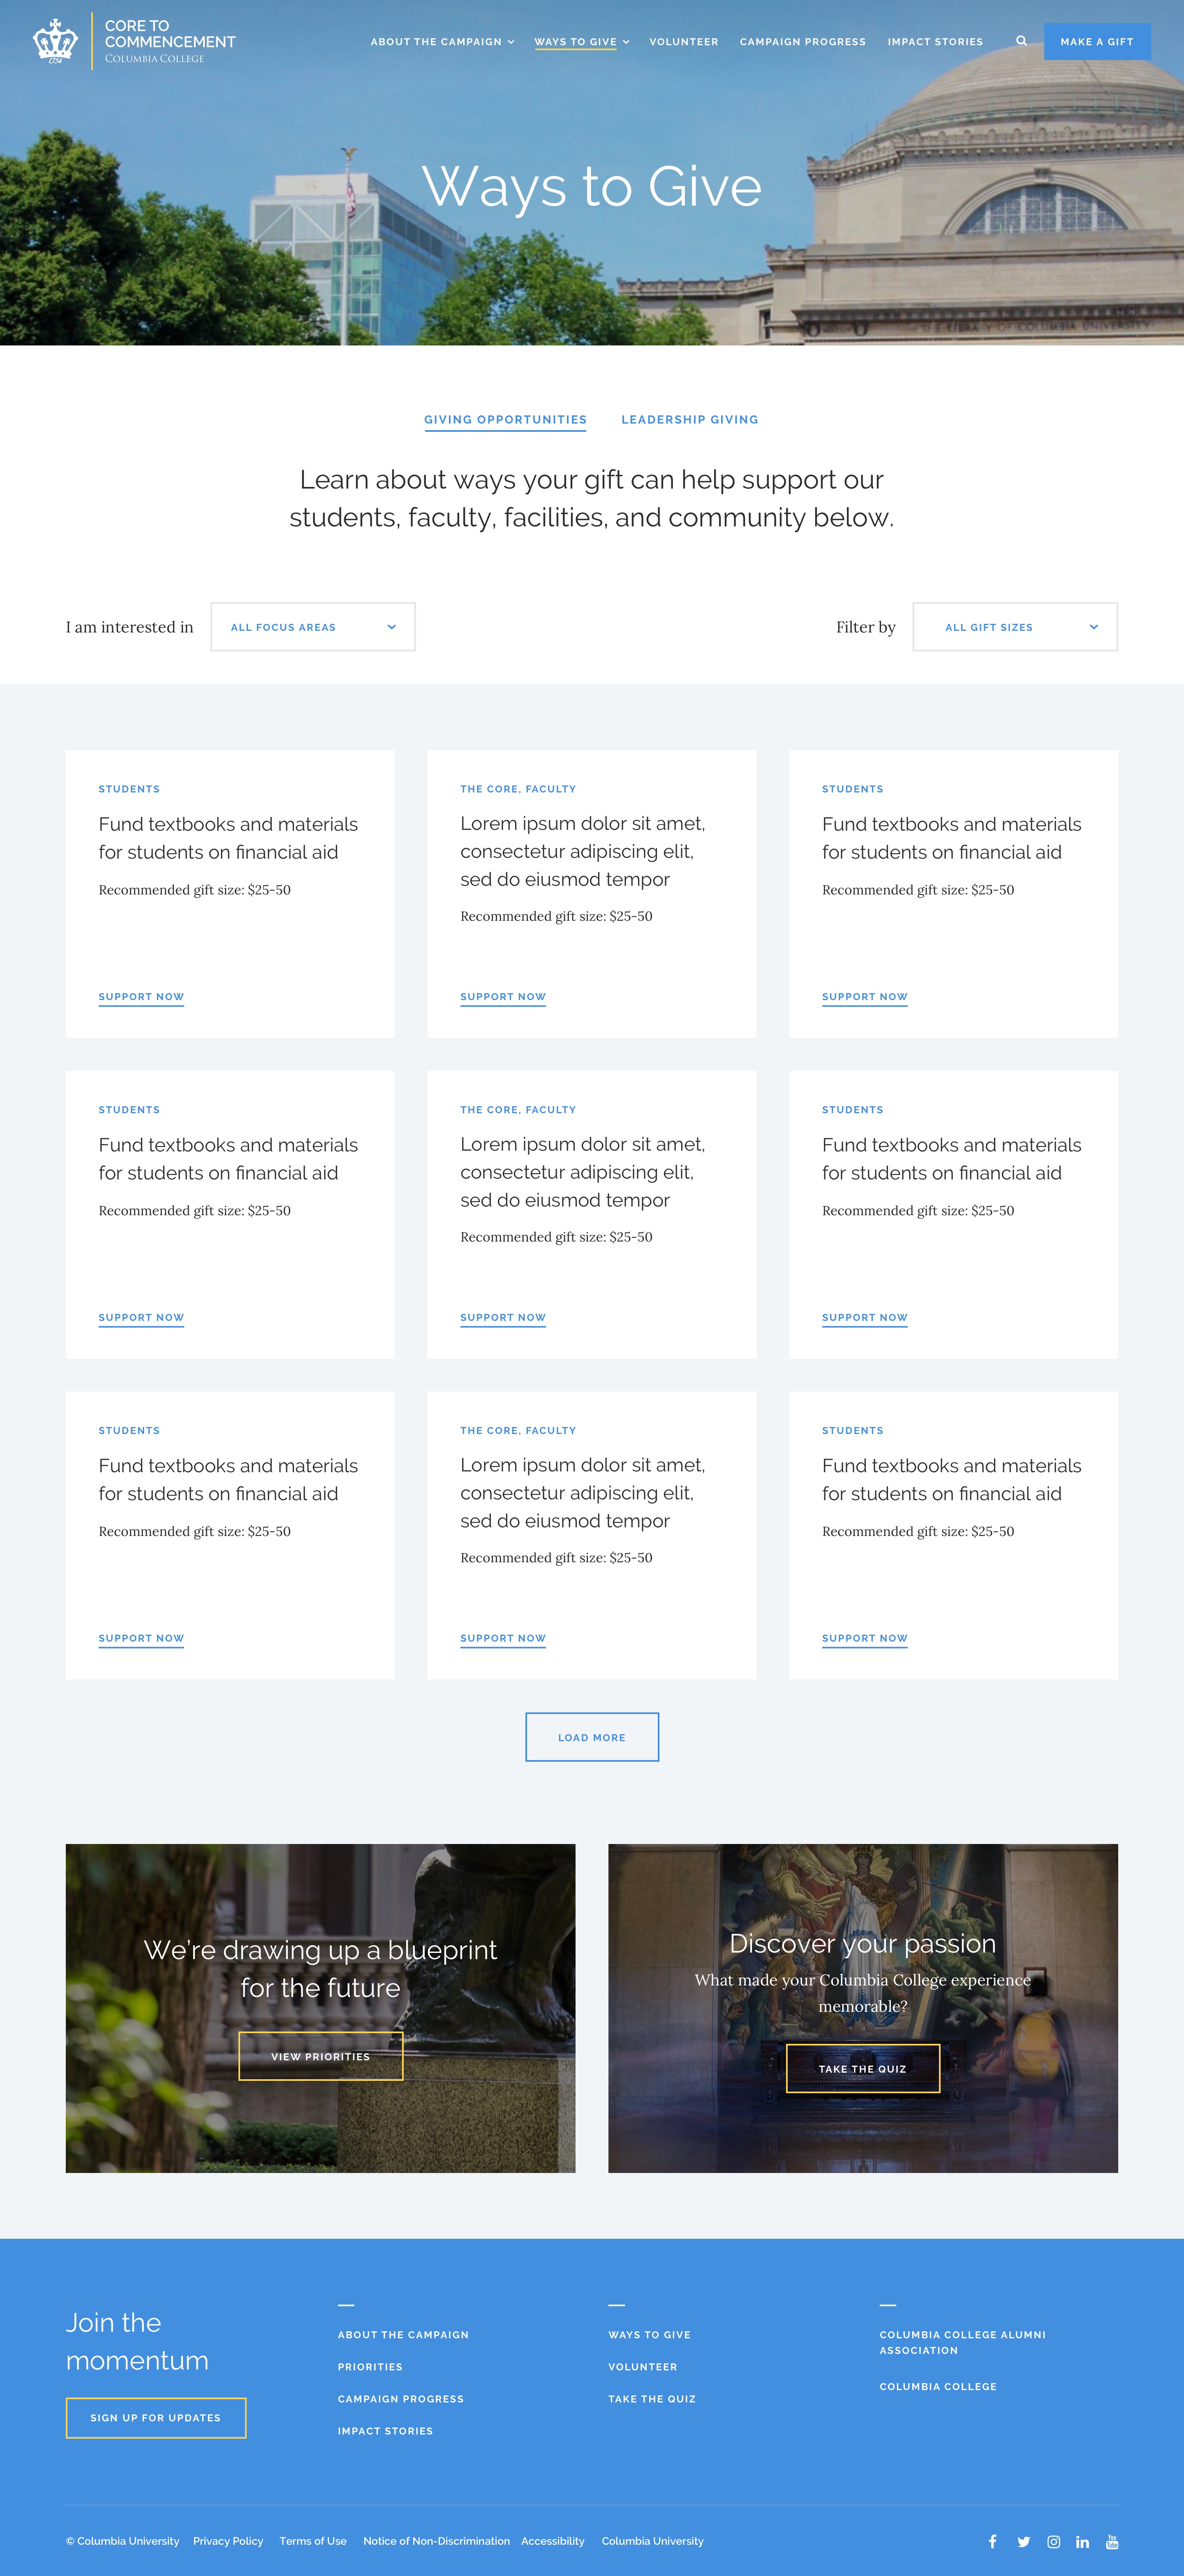 CORE TO
COMMENCEMENT
COLUMBIA COLLEGE
1754
ABOUT THE CAMPAIGN
WAYS TO GIVE
VOLUNTEER
CAMPAIGN PROGRESS
IMPACT STORIES
MAKE A GIFT
Ways to Give
THE LIBRARY OF COLUMBIA UNIVERSITY
GIVING OPPORTUNITIES
LEADERSHIP GIVING
Learn about ways your gift can help support our
students, faculty, facilities, and community below.
I am interested in
ALL FOCUS AREAS
Filter by
ALL GIFT SIZES
STUDENTS
Fund textbooks and materials
for students on financial aid
Recommended gift size: $25-50
SUPPORT NOW
THE CORE, FACULTY
Lorem ipsum dolor sit amet,
consectetur adipiscing elit,
sed do eiusmod tempor
Recommended gift size: $25-50
SUPPORT NOW
STUDENTS
Fund textbooks and materials
for students on financial aid
Recommended gift size: $25-50
SUPPORT NOW
STUDENTS
Fund textbooks and materials
for students on financial aid
Recommended gift size: $25-50
SUPPORT NOW
THE CORE, FACULTY
Lorem ipsum dolor sit amet,
consectetur adipiscing elit,
sed do eiusmod tempor
Recommended gift size: $25-50
SUPPORT NOW
STUDENTS
Fund textbooks and materials
for students on financial aid
Recommended gift size: $25-50
SUPPORT NOW
STUDENTS
Fund textbooks and materials
for students on financial aid
Recommended gift size: $25-50
SUPPORT NOW
THE CORE, FACULTY
Lorem ipsum dolor sit amet,
consectetur adipiscing elit,
sed do eiusmod tempor
Recommended gift size: $25-50
SUPPORT NOW
STUDENTS
Fund textbooks and materials
for students on financial aid
Recommended gift size: $25-50
SUPPORT NOW
LOAD MORE
We're drawing up a blueprint
for the future
VIEW PRIORITIES
Discover your passion
What made your Columbia College experience
memorable?
TAKE THE QUIZ
Join the
momentum
SIGN UP FOR UPDATES
ABOUT THE CAMPAIGN
PRIORITIES
CAMPAIGN PROGRESS
IMPACT STORIES
WAYS TO GIVE
VOLUNTEER
TAKE THE QUIZ
COLUMBIA COLLEGE ALUMNI
ASSOCIATION
COLUMBIA COLLEGE
© Columbia University
Privacy Policy
Terms of Use
Notice of Non-Discrimination
Accessibility
Columbia University